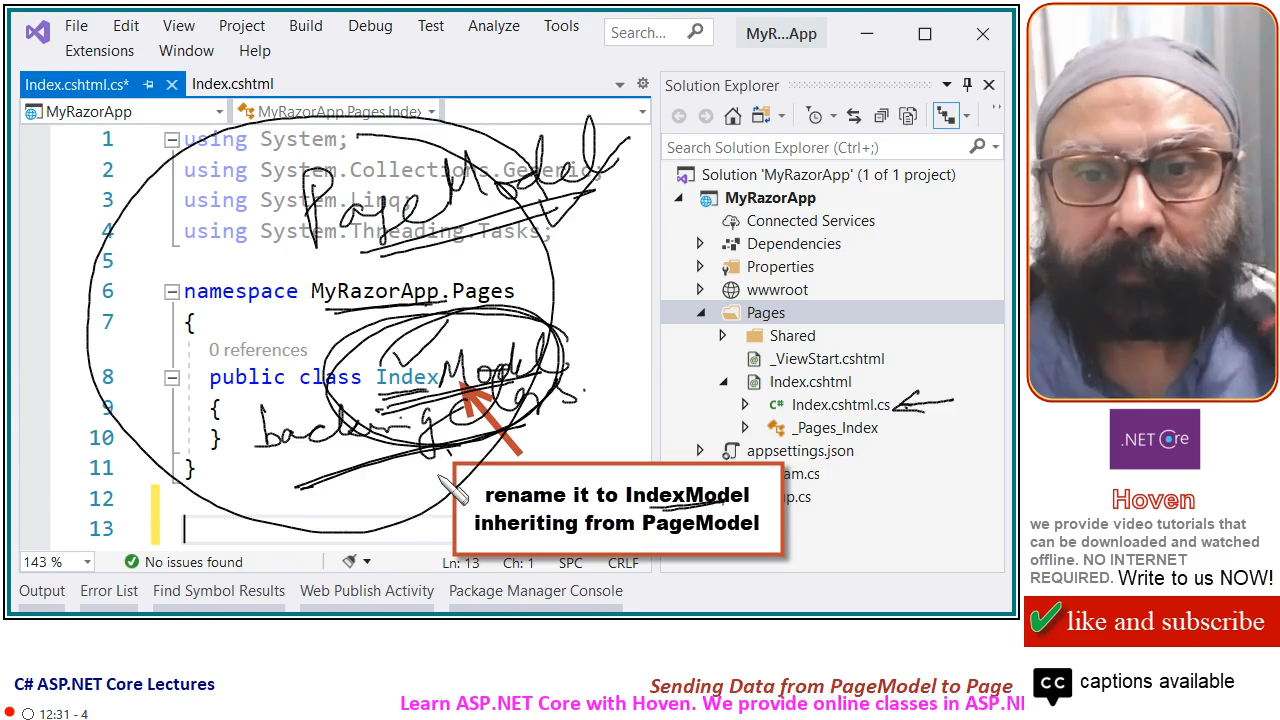 File Edit View Project Build Debug Test Analyze Tools
Extensions Window Help
Search...
MyR...App
Index.cshtml.cs*
Index.cshtml
MyRazorApp
MyRazorApp.Pages.Index
1 using System;
2 using System.Collections.Generic;
3 using System.Linq;
4 using System.Threading.Tasks;
5
6 namespace MyRazorApp.Pages
7 {
0 references
8 public class Index
9 {
10 }
11 }
12
13
PageModel
Model
backing class
rename it to IndexModel
inheriting from PageModel
143 %
No issues found
Ln: 13 Ch: 1 SPC CRLF
Output Error List Find Symbol Results Web Publish Activity Package Manager Console
Solution Explorer
Search Solution Explorer (Ctrl+;)
Solution 'MyRazorApp' (1 of 1 project)
MyRazorApp
Connected Services
Dependencies
Properties
wwwroot
Pages
Shared
_ViewStart.cshtml
Index.cshtml
C# Index.cshtml.cs
_Pages_Index
appsettings.json
am.cs
p.cs
.NET Core
Hoven
we provide video tutorials that
can be downloaded and watched
offline. NO INTERNET
REQUIRED. Write to us NOW!
like and subscribe
CC captions available
C# ASP.NET Core Lectures
12:31 - 4
Sending Data from PageModel to Page
Learn ASP.NET Core with Hoven. We provide online classes in ASP.NE